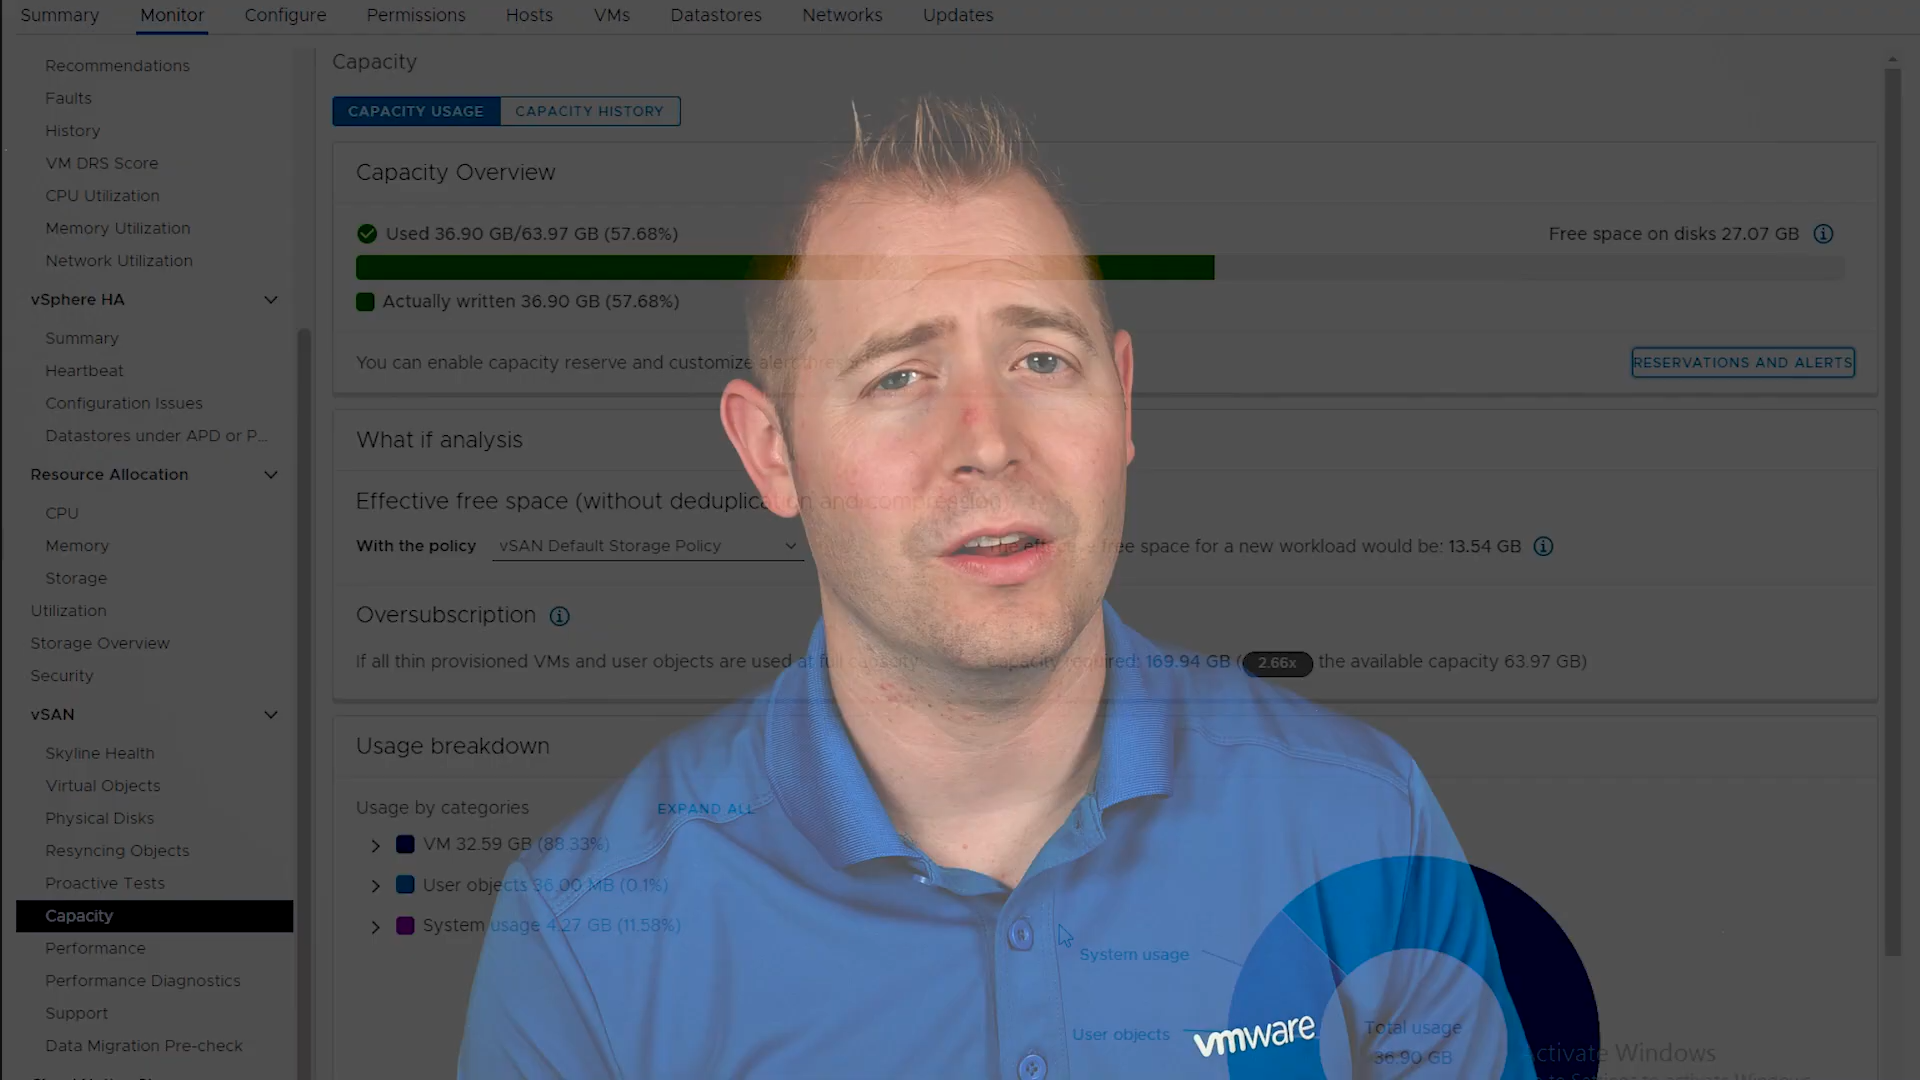 Summary Monitor Configure Permissions Hosts VMs Datastores Networks Updates
Recommendations
Faults
History
VM DRS Score
CPU Utilization
Memory Utilization
Network Utilization
vSphere HA
Summary
Heartbeat
Configuration Issues
Datastores under APD or P...
Resource Allocation
CPU
Memory
Storage
Utilization
Storage Overview
Security
vSAN
Skyline Health
Virtual Objects
Physical Disks
Resyncing Objects
Proactive Tests
Capacity
Performance
Performance Diagnostics
Support
Data Migration Pre-check
Capacity
CAPACITY USAGE CAPACITY HISTORY
Capacity Overview
Used 36.90 GB/63.97 GB (57.68%)
Free space on disks 27.07 GB
Actually written 36.90 GB (57.68%)
You can enable capacity reserve and customize alert
RESERVATIONS AND ALERTS
What if analysis
Effective free space (without deduplication and compression)
With the policy vSAN Default Storage Policy
free space for a new workload would be: 13.54 GB
Oversubscription
If all thin provisioned VMs and user objects are used at full capacity
required: 169.94 GB ( 2.66x the available capacity 63.97 GB)
Usage breakdown
Usage by categories EXPAND ALL
VM 32.59 GB (88.33%)
User objects 36.00 MB (0.1%)
System usage 4.27 GB (11.58%)
System usage
User objects
Total usage
36.90 GB
vmware
Activate Windows